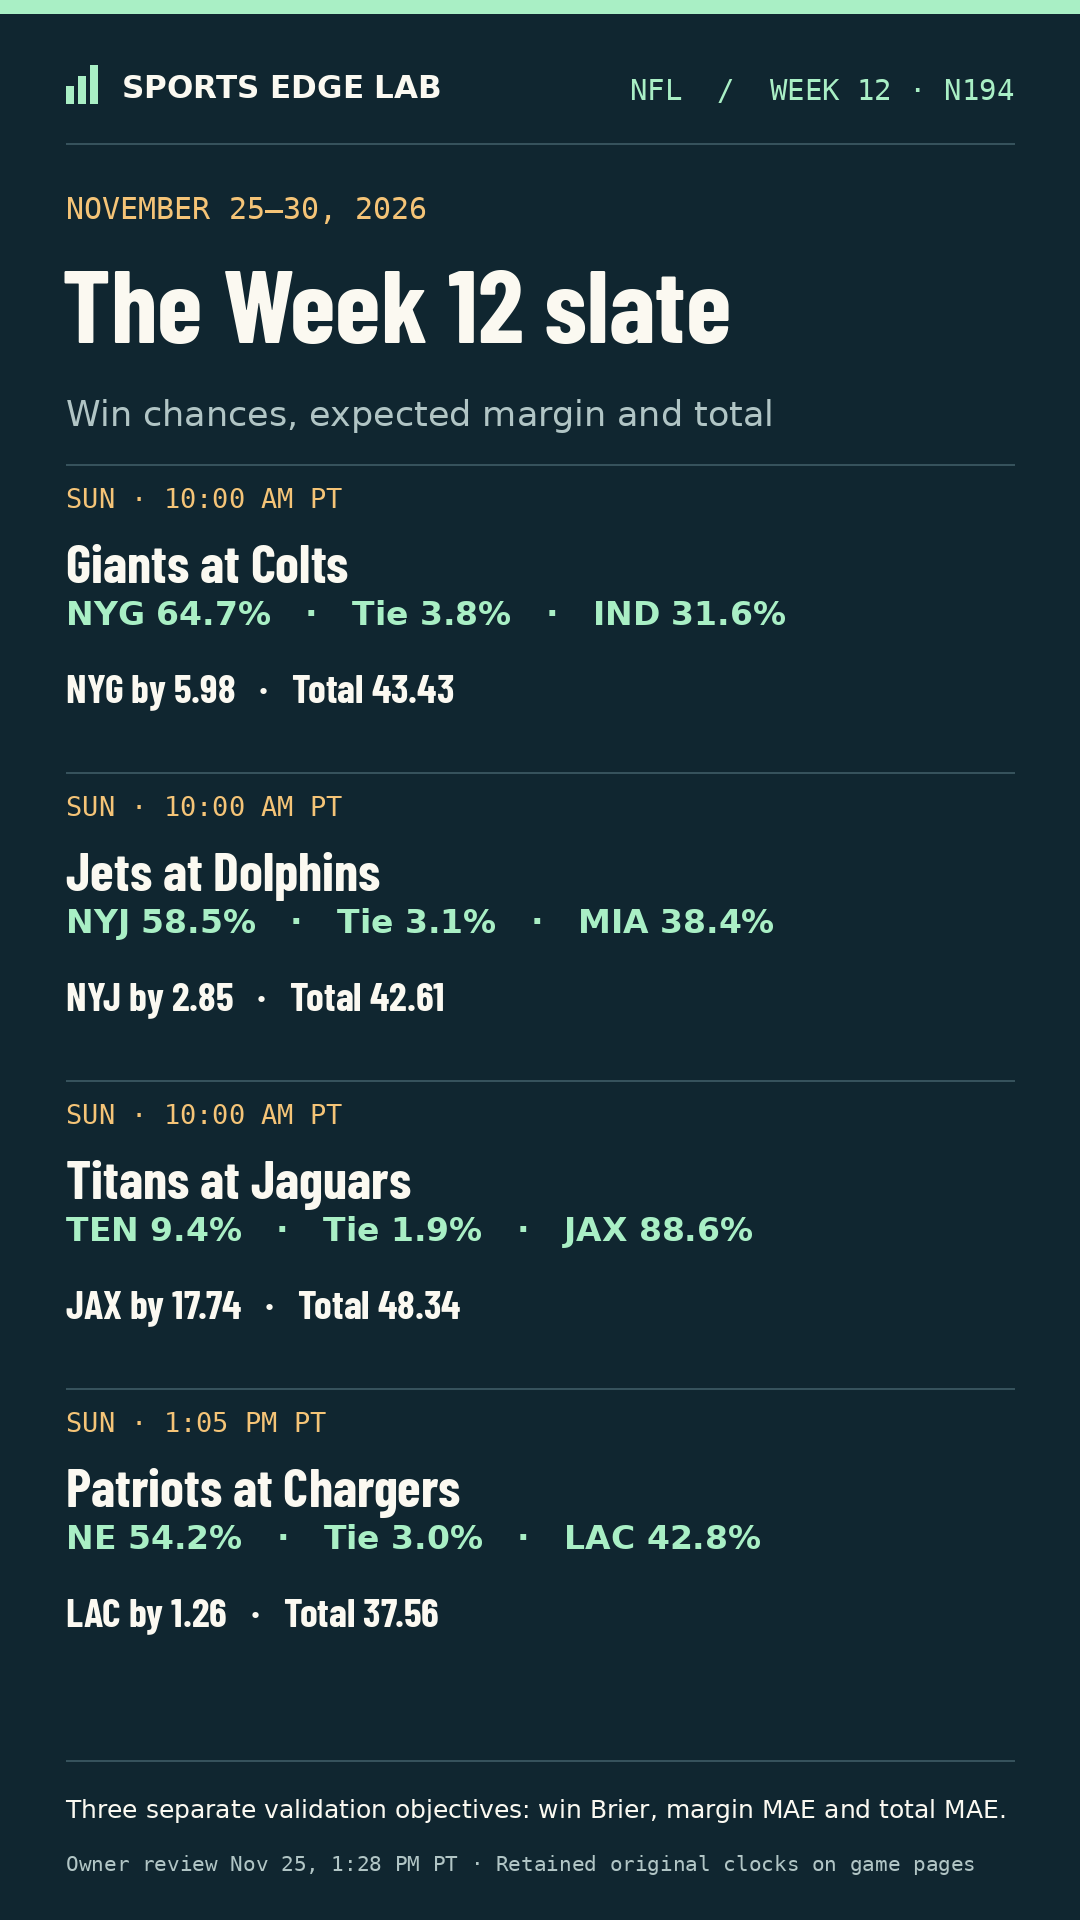 SPORTS EDGE LAB
NFL / WEEK 12 · N194
NOVEMBER 25–30, 2026
The Week 12 slate
Win chances, expected margin and total
SUN · 10:00 AM PT
Giants at Colts
NYG 64.7% · Tie 3.8% · IND 31.6%
NYG by 5.98 · Total 43.43
SUN · 10:00 AM PT
Jets at Dolphins
NYJ 58.5% · Tie 3.1% · MIA 38.4%
NYJ by 2.85 · Total 42.61
SUN · 10:00 AM PT
Titans at Jaguars
TEN 9.4% · Tie 1.9% · JAX 88.6%
JAX by 17.74 · Total 48.34
SUN · 1:05 PM PT
Patriots at Chargers
NE 54.2% · Tie 3.0% · LAC 42.8%
LAC by 1.26 · Total 37.56
Three separate validation objectives: win Brier, margin MAE and total MAE.
Owner review Nov 25, 1:28 PM PT · Retained original clocks on game pages